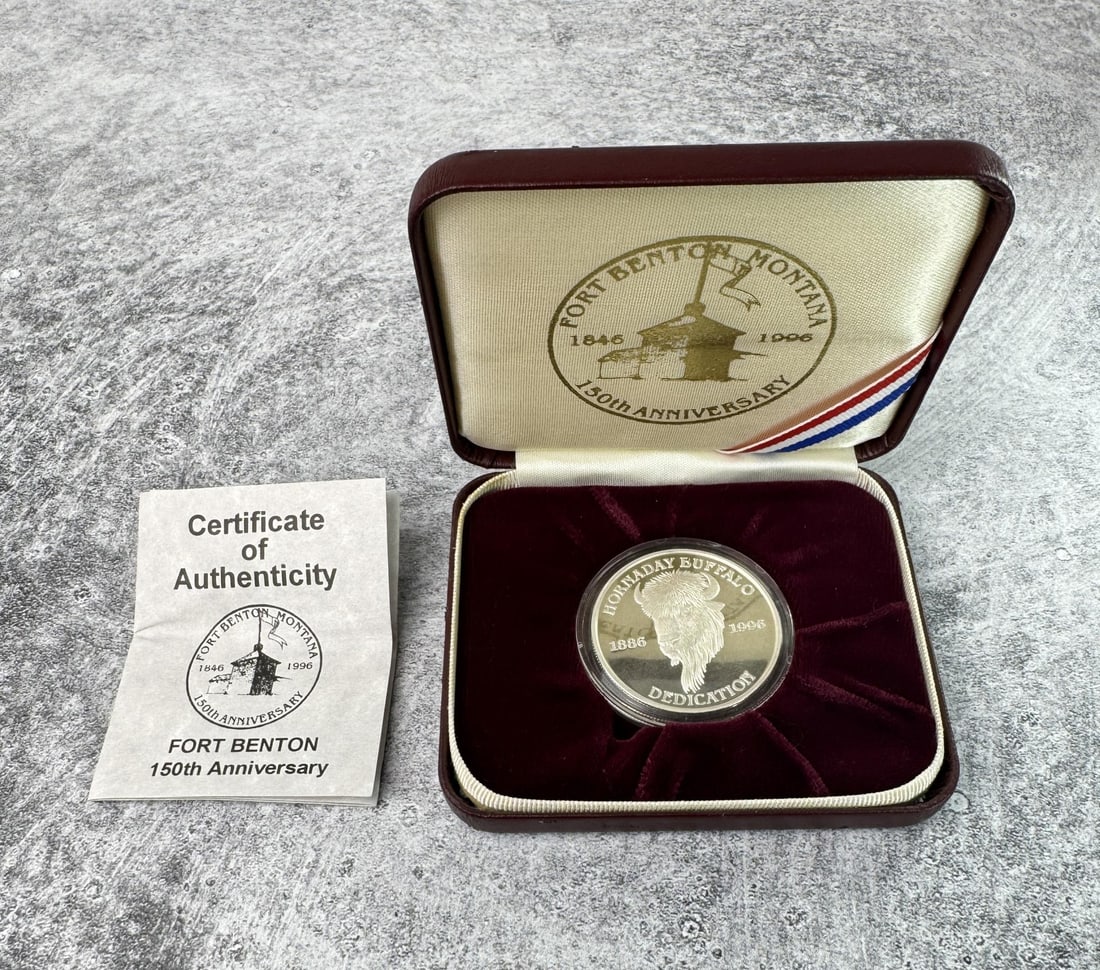 FORT BENTON, MONTANA
1846 1996
150th ANNIVERSARY
Certificate
of
Authenticity
FORT BENTON, MONTANA
1846 1996
150th ANNIVERSARY
FORT BENTON
150th Anniversary
HORNADAY BUFFALO
1886 1996
DEDICATION